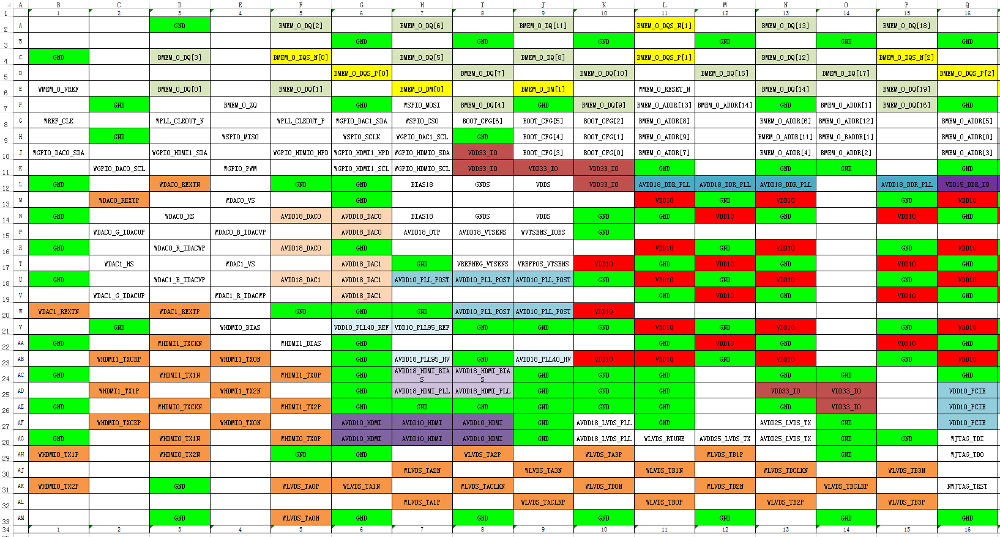 A B C D E F G H I J K L M N O P Q
1 1 2 3 4 5 6 7 8 9 10 11 12 13 14 15 16
2 A GND BMEM_0_DQ[2] BMEM_0_DQ[6] BMEM_0_DQ[11] BMEM_0_DQS_N[1] BMEM_0_DQ[13] BMEM_0_DQ[18]
3 B GND GND GND GND GND GND
4 C GND BMEM_0_DQ[3] BMEM_0_DQS_N[0] BMEM_0_DQ[5] BMEM_0_DQ[8] BMEM_0_DQS_P[1] BMEM_0_DQ[12] BMEM_0_DQS_N[2]
5 D BMEM_0_DQS_P[0] BMEM_0_DQ[7] BMEM_0_DQ[10] BMEM_0_DQ[15] BMEM_0_DQ[17] BMEM_0_DQS_P[2]
6 E WMEM_0_VREF BMEM_0_DQ[0] BMEM_0_DQ[1] BMEM_0_DM[0] BMEM_0_DM[1] WMEM_0_RESET_N BMEM_0_DQ[14] BMEM_0_DQ[19]
7 F GND BMEM_0_ZQ GND WSPI0_MOSI BMEM_0_DQ[4] GND BMEM_0_DQ[9] BMEM_0_ADDR[13] BMEM_0_ADDR[14] GND BMEM_0_ADDR[1] BMEM_0_DQ[16] GND
8 G WREF_CLK WPLL_CLKOUT_N WPLL_CLKOUT_P WGPIO_DAC1_SDA WSPI0_CS0 BOOT_CFG[6] BOOT_CFG[5] BOOT_CFG[2] BMEM_0_ADDR[8] BMEM_0_ADDR[6] BMEM_0_ADDR[12] BMEM_0_ADDR[5]
9 H GND WSPI0_MISO WSPI0_SCLK WGPIO_DAC1_SCL GND BOOT_CFG[4] BOOT_CFG[1] BMEM_0_ADDR[9] BMEM_0_ADDR[11] BMEM_0_BADDR[1] BMEM_0_ADDR[0]
10 J WGPIO_DAC0_SDA WGPIO_HDMI1_SDA WGPIO_HDMI0_HPD WGPIO_HDMI1_HPD WGPIO_HDMI0_SDA VDD33_IO BOOT_CFG[3] BOOT_CFG[0] BMEM_0_ADDR[7] BMEM_0_ADDR[4] BMEM_0_ADDR[2] BMEM_0_ADDR[3]
11 K WGPIO_DAC0_SCL WGPIO_PWM WGPIO_HDMI1_SCL WGPIO_HDMI0_SCL VDD33_IO VDD33_IO VDD33_IO GND GND GND GND
12 L GND WDAC0_REXTN GND GND BIAS18 GNDS VDDS VDD33_IO AVDD18_DDR_PLL AVDD18_DDR_PLL AVDD18_DDR_PLL AVDD18_DDR_PLL VDD15_DDR_IO
13 M WDAC0_REXTP WDAC0_VS GND VDD10 GND VDD10 GND VDD10
14 N GND WDAC0_HS AVDD18_DAC0 AVDD18_DAC0 BIAS18 GNDS VDDS GND GND VDD10 GND VDD10 GND
15 P WDAC0_G_IDACUP WDAC0_B_IDACVP AVDD18_DAC0 AVDD18_OTP AVDD18_VTSENS WVTSENS_IOBS GND
16 R GND WDAC0_R_IDACWP AVDD18_DAC0 GND VDD10 GND VDD10 GND VDD10
17 T WDAC1_HS WDAC1_VS AVDD18_DAC1 GND VREFNEG_VTSENS VREFPOS_VTSENS VDD10 GND VDD10 GND VDD10 GND
18 U GND WDAC1_B_IDACVP AVDD18_DAC1 AVDD18_DAC1 AVDD10_PLL_POST AVDD10_PLL_POST AVDD10_PLL_POST GND VDD10 GND VDD10 GND VDD10
19 V WDAC1_G_IDACUP WDAC1_R_IDACWP AVDD18_DAC1 GND VDD10 GND VDD10 GND
20 W WDAC1_REXTN WDAC1_REXTP GND GND GND AVDD10_PLL_POST AVDD10_PLL_POST VDD10
21 Y GND WHDMI0_BIAS VDD10_PLL40_REF VDD10_PLL95_REF GND GND GND VDD10 GND VDD10 GND VDD10
22 AA GND WHDMI1_TXCKN WHDMI1_BIAS GND GND VDD10 GND VDD10 GND
23 AB WHDMI1_TXCKP WHDMI1_TX0N GND AVDD18_PLL95_HV GND AVDD18_PLL40_HV VDD10 VDD10 GND VDD10 GND VDD10
24 AC GND WHDMI1_TX1N WHDMI1_TX0P GND AVDD18_HDMI_BIAS AVDD18_HDMI_BIAS GND GND GND GND GND GND
25 AD WHDMI1_TX1P WHDMI1_TX2N GND AVDD18_HDMI_PLL AVDD18_HDMI_PLL GND GND GND VDD33_IO VDD33_IO VDD10_PCIE
26 AE GND WHDMI0_TXCKN WHDMI1_TX2P GND GND GND GND GND GND GND VDD33_IO VDD10_PCIE
27 AF WHDMI0_TXCKP WHDMI0_TX0N AVDD10_HDMI AVDD10_HDMI AVDD10_HDMI GND AVDD18_LVDS_PLL GND AVDD25_LVDS_TX GND VDD10_PCIE
28 AG GND WHDMI0_TX1N WHDMI0_TX0P AVDD10_HDMI AVDD10_HDMI AVDD10_HDMI GND AVDD18_LVDS_PLL WLVDS_RTUNE AVDD25_LVDS_TX AVDD25_LVDS_TX GND GND WJTAG_TDI
29 AH WHDMI0_TX1P WHDMI0_TX2N GND GND WLVDS_TA2P WLVDS_TA3P WLVDS_TB1P GND WJTAG_TDO
30 AJ WLVDS_TA2N WLVDS_TA3N WLVDS_TB1N WLVDS_TBCLKN WLVDS_TB3N
31 AK WHDMI0_TX2P GND WLVDS_TA0P WLVDS_TA1N WLVDS_TACLKN WLVDS_TB0N WLVDS_TB2N WLVDS_TBCLKP NWJTAG_TRST
32 AL WLVDS_TA1P WLVDS_TACLKP WLVDS_TB0P WLVDS_TB2P WLVDS_TB3P
33 AM GND WLVDS_TA0N GND GND GND GND GND GND
34 1 2 3 4 5 6 7 8 9 10 11 12 13 14 15 16